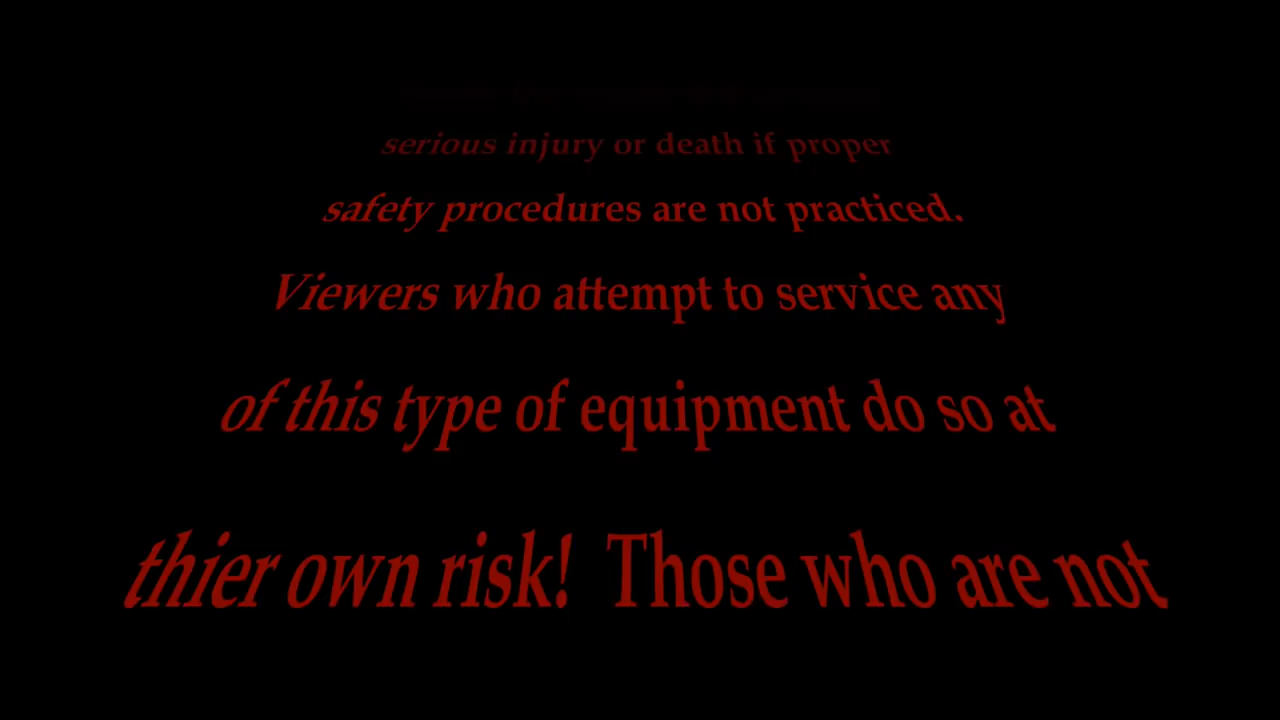 serious injury or death if proper
safety procedures are not practiced.
Viewers who attempt to service any
of this type of equipment do so at
thier own risk!  Those who are not